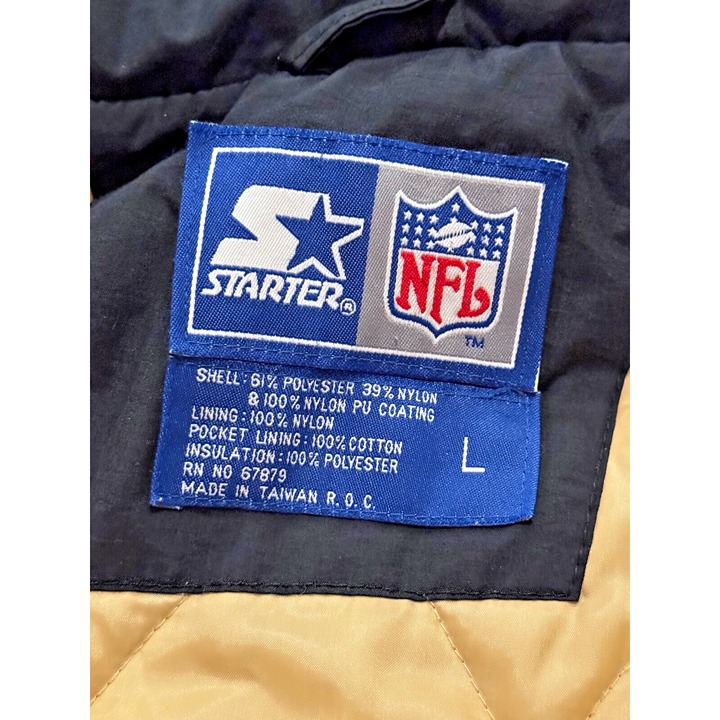 STARTER®
NFL
TM
SHELL: 61% POLYESTER 39% NYLON
& 100% NYLON PU COATING
LINING: 100% NYLON
POCKET LINING: 100% COTTON
INSULATION: 100% POLYESTER
RN NO 67879
MADE IN TAIWAN R.O.C.
L